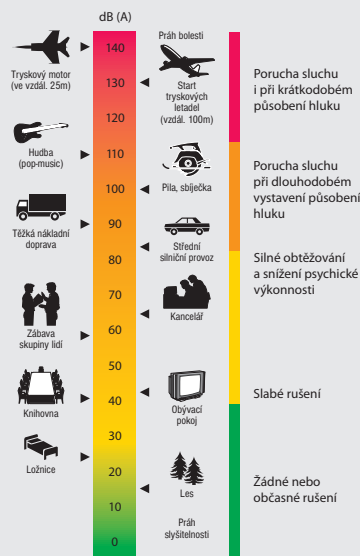 dB (A)
140
130
120
110
100
90
80
70
60
50
40
30
20
10
0
Tryskový motor
(ve vzdál. 25m)
Hudba
(pop-music)
Těžká nákladní
doprava
Zábava
skupiny lidí
Knihovna
Ložnice
Práh bolesti
Start
tryskových
letadel
(vzdál. 100m)
Pila, sbíječka
Střední
silniční provoz
Kancelář
Obývací
pokoj
Les
Práh
slyšitelnosti
Porucha sluchu
i při krátkodobém
působení hluku
Porucha sluchu
při dlouhodobém
vystavení působení
hluku
Silné obtěžování
a snížení psychické
výkonnosti
Slabé rušení
Žádné nebo
občasné rušení